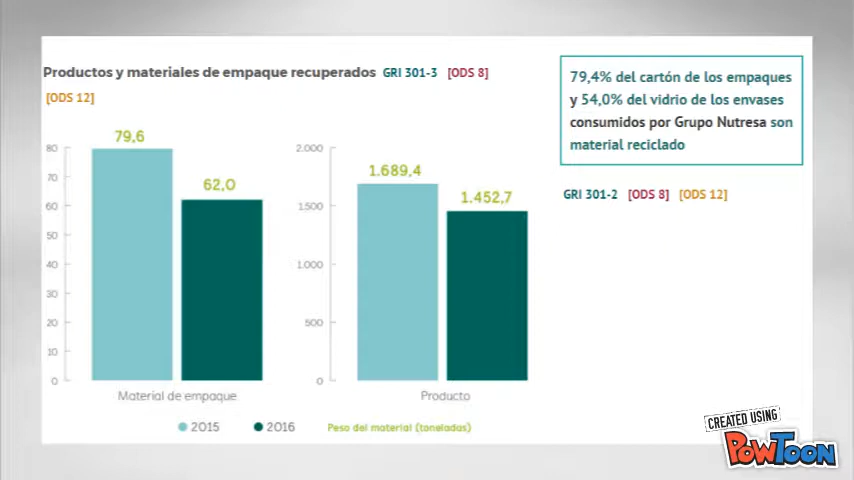 Productos y materiales de empaque recuperados GRI 301-3 [ODS 8]
[ODS 12]
79,4% del cartón de los empaques
y 54,0% del vidrio de los envases
consumidos por Grupo Nutresa son
material reciclado
GRI 301-2 [ODS 8] [ODS 12]
79,6
62,0
80
70
60
50
40
30
20
10
0
Material de empaque
1.689,4
1.452,7
2.000
1.500
1.000
500
0
Producto
2015 2016 Peso del material (toneladas)
CREATED USING
POWTOON